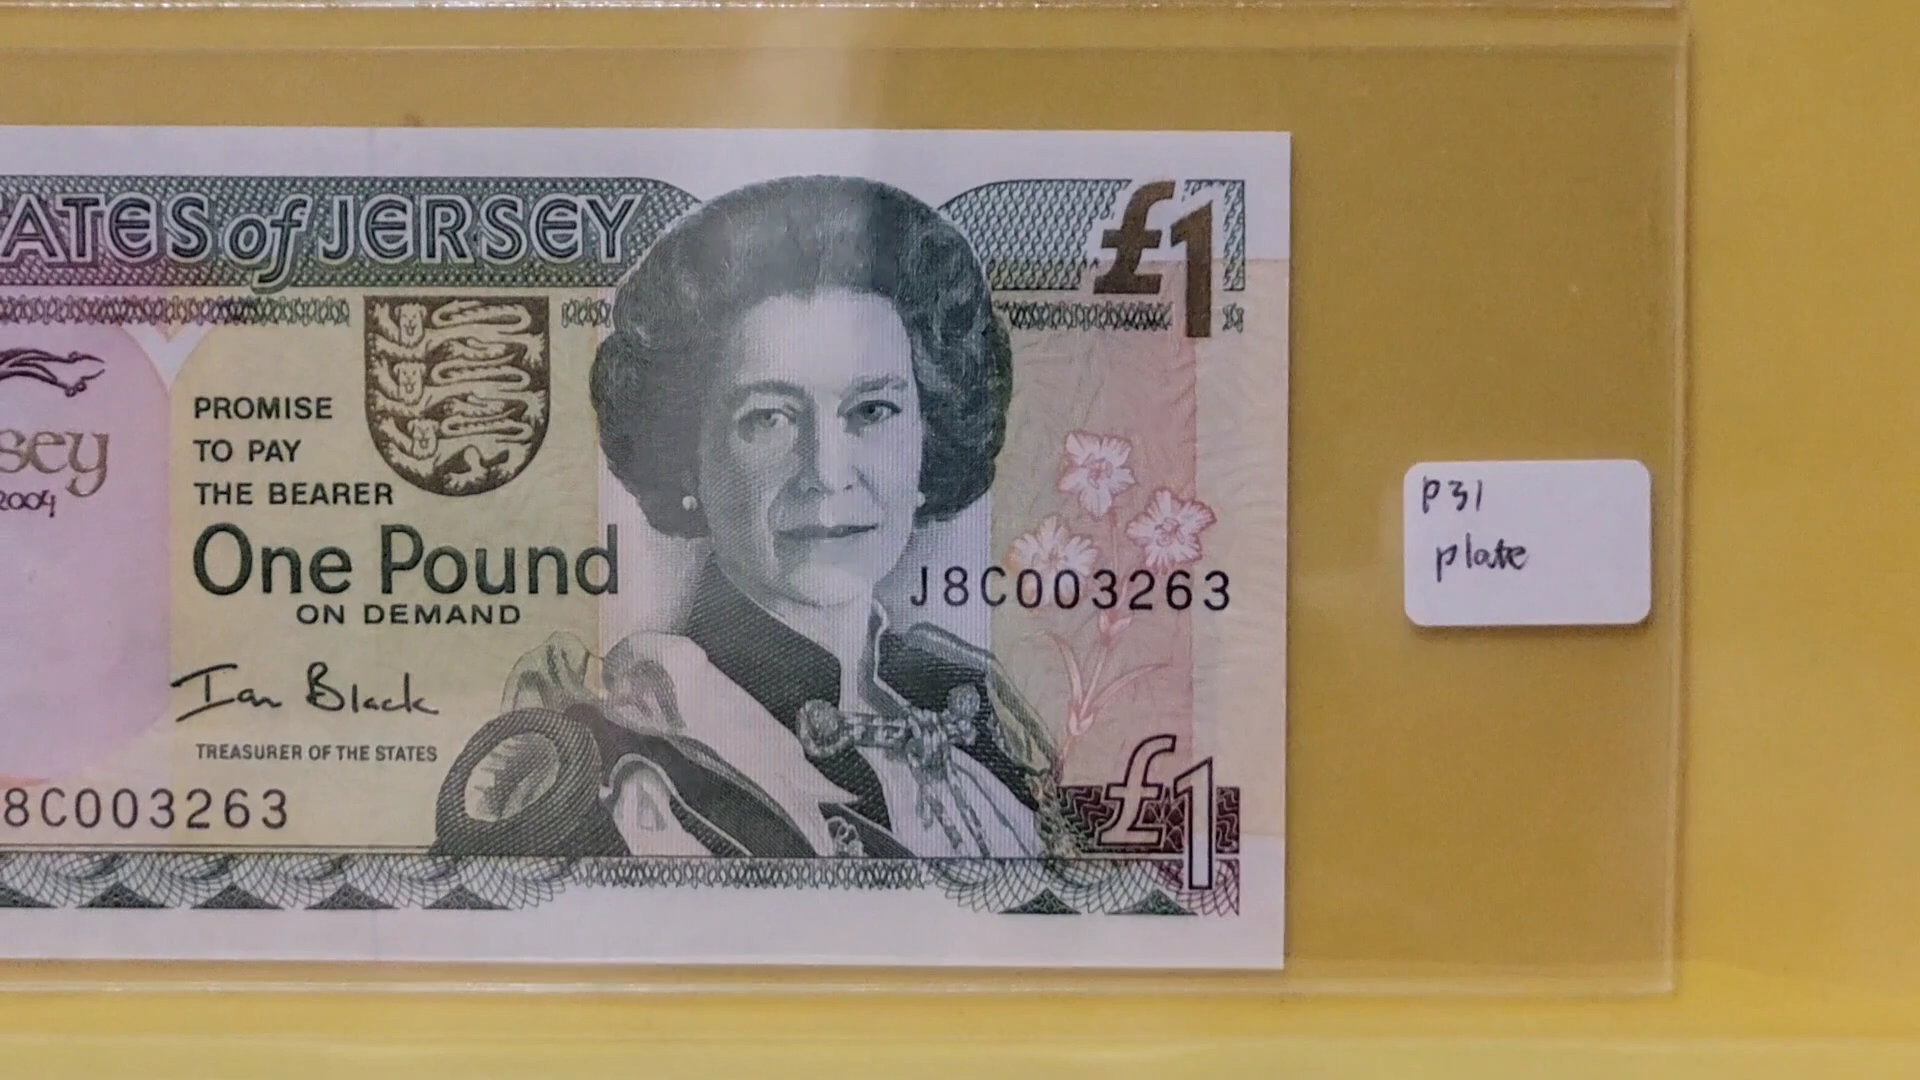 ATES of JERSEY
£1
sey
2004
PROMISE
TO PAY
THE BEARER
One Pound
ON DEMAND
J8C003263
Ian Black
TREASURER OF THE STATES
8C003263
£1
P31
plate